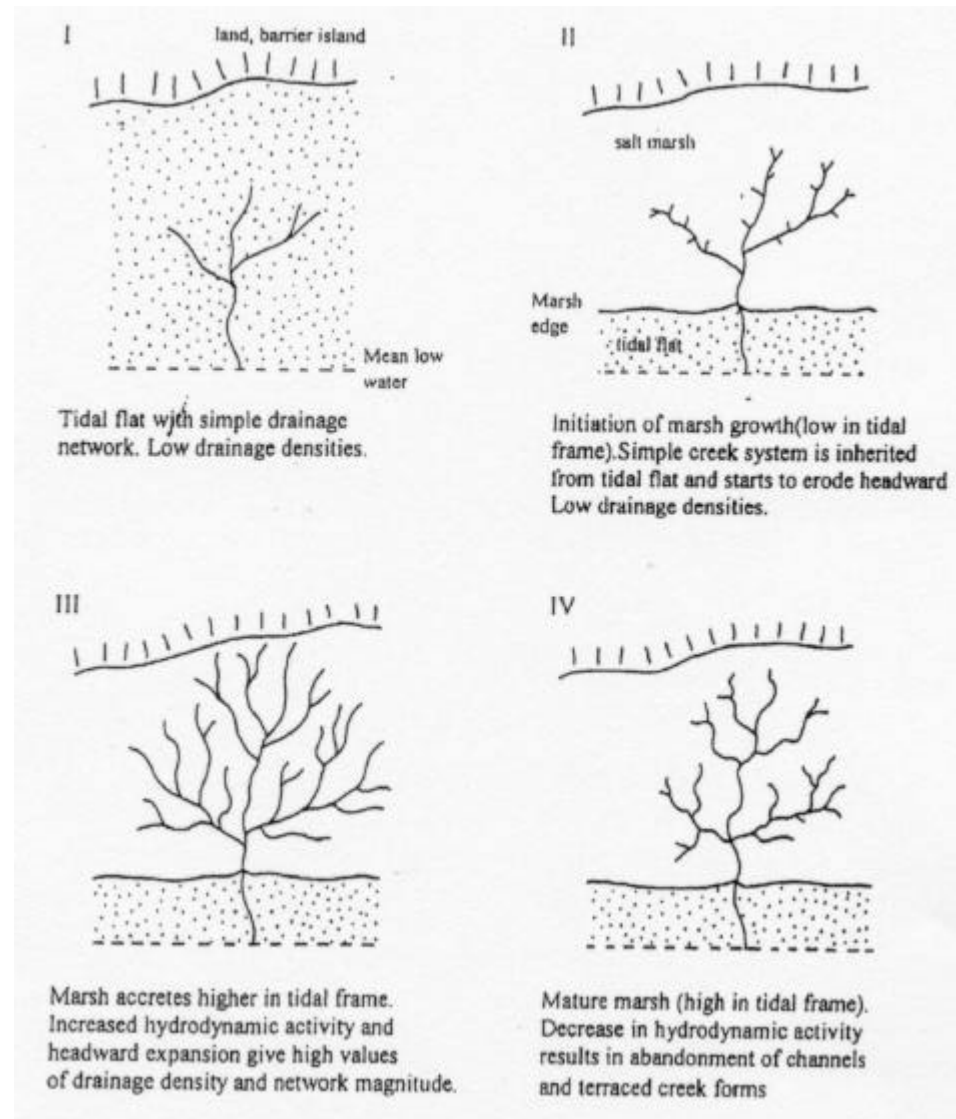 I
land, barrier island
Mean low
water
Tidal flat with simple drainage
network. Low drainage densities.
II
salt marsh
Marsh
edge
tidal flat
Initiation of marsh growth(low in tidal
frame).Simple creek system is inherited
from tidal flat and starts to erode headward
Low drainage densities.
III
Marsh accretes higher in tidal frame.
Increased hydrodynamic activity and
headward expansion give high values
of drainage density and network magnitude.
IV
Mature marsh (high in tidal frame).
Decrease in hydrodynamic activity
results in abandonment of channels
and terraced creek forms